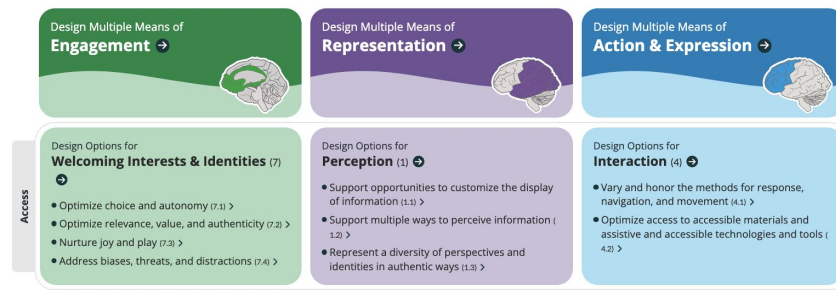 Design Multiple Means of
Engagement
Design Multiple Means of
Representation
Design Multiple Means of
Action & Expression
Access
Design Options for
Welcoming Interests & Identities (7)
• Optimize choice and autonomy (7.1) >
• Optimize relevance, value, and authenticity (7.2) >
• Nurture joy and play (7.3) >
• Address biases, threats, and distractions (7.4) >
Design Options for
Perception (1)
• Support opportunities to customize the display
of information (1.1) >
• Support multiple ways to perceive information (
1.2) >
• Represent a diversity of perspectives and
identities in authentic ways (1.3) >
Design Options for
Interaction (4)
• Vary and honor the methods for response,
navigation, and movement (4.1) >
• Optimize access to accessible materials and
assistive and accessible technologies and tools (
4.2) >